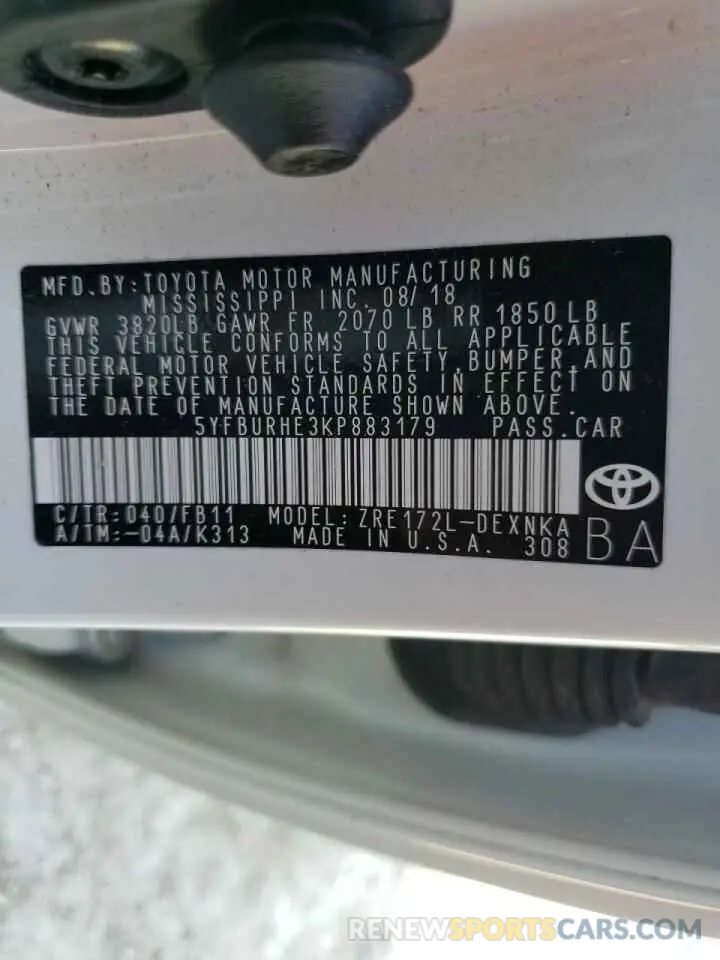 MFD.BY:TOYOTA MOTOR MANUFACTURING
MISSISSIPPI INC. 08/18
GVWR 3820LB GAWR FR 2070 LB RR 1850 LB
THIS VEHICLE CONFORMS TO ALL APPLICABLE
FEDERAL MOTOR VEHICLE SAFETY,BUMPER,AND
THEFT PREVENTION STANDARDS IN EFFECT ON
THE DATE OF MANUFACTURE SHOWN ABOVE.
5YFBURHE3KP883179 PASS.CAR
C/TR:040/FB11 MODEL:ZRE172L-DEXNKA
A/TM:-04A/K313 MADE IN U.S.A. 308
BA
RENEWSPORTSCARS.COM